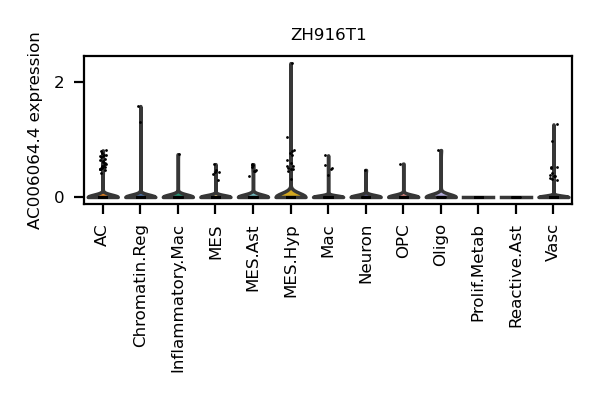 ZH916T1
AC006064.4 expression
2
0
AC
Chromatin.Reg
Inflammatory.Mac
MES
MES.Ast
MES.Hyp
Mac
Neuron
OPC
Oligo
Prolif.Metab
Reactive.Ast
Vasc